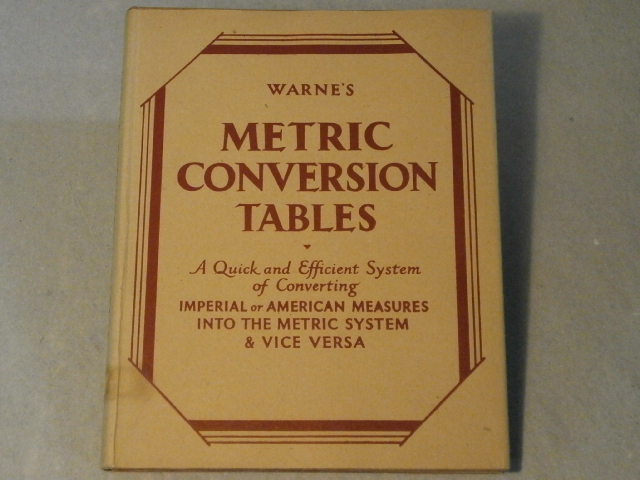 WARNE'S
METRIC
CONVERSION
TABLES
A Quick and Efficient System
of Converting
IMPERIAL or AMERICAN MEASURES
INTO THE METRIC SYSTEM
& VICE VERSA